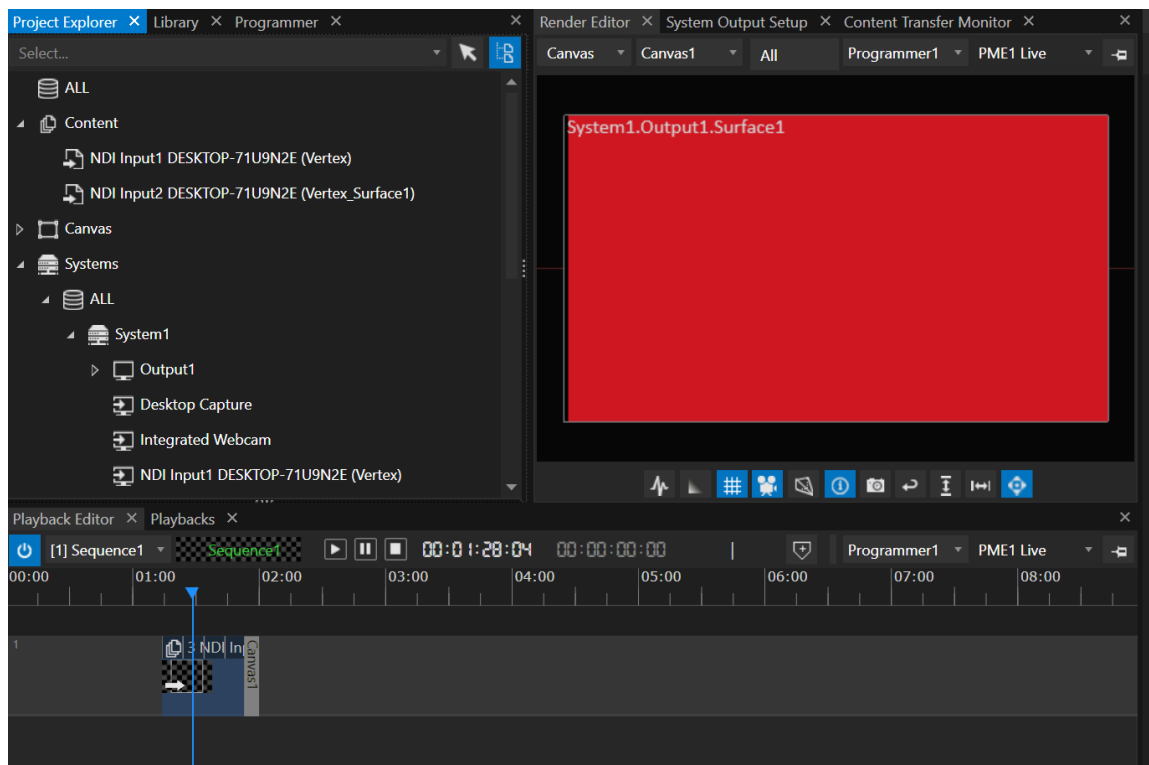 Project Explorer
Library
Programmer
Select...
ALL
Content
NDI Input1 DESKTOP-71U9N2E (Vertex)
NDI Input2 DESKTOP-71U9N2E (Vertex_Surface1)
Canvas
Systems
ALL
System1
Output1
Desktop Capture
Integrated Webcam
NDI Input1 DESKTOP-71U9N2E (Vertex)
Render Editor
System Output Setup
Content Transfer Monitor
Canvas
Canvas1
All
Programmer1
PME1 Live
System1.Output1.Surface1
Playback Editor
Playbacks
[1] Sequence1
Sequence1
00:01:28:04
00:00:00:00
Programmer1
PME1 Live
00:00 01:00 02:00 03:00 04:00 05:00 06:00 07:00 08:00
1
3 NDI Inp
Canvas1